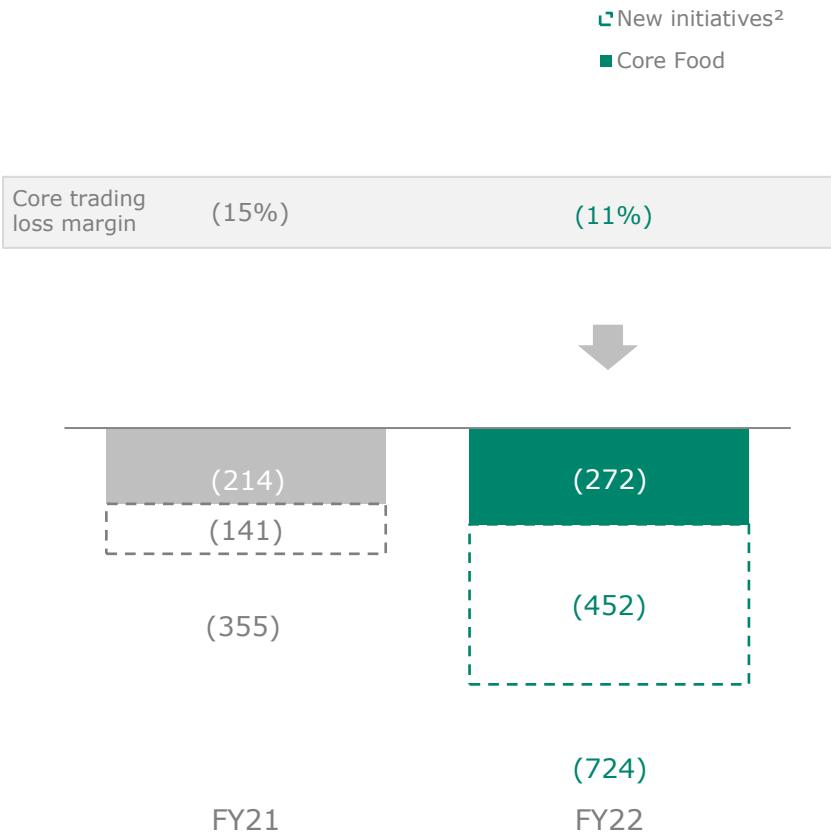 New initiatives²
Core Food
Core trading
loss margin
(15%)
(11%)
(214)
(272)
(141)
(452)
(355)
(724)
FY21
FY22